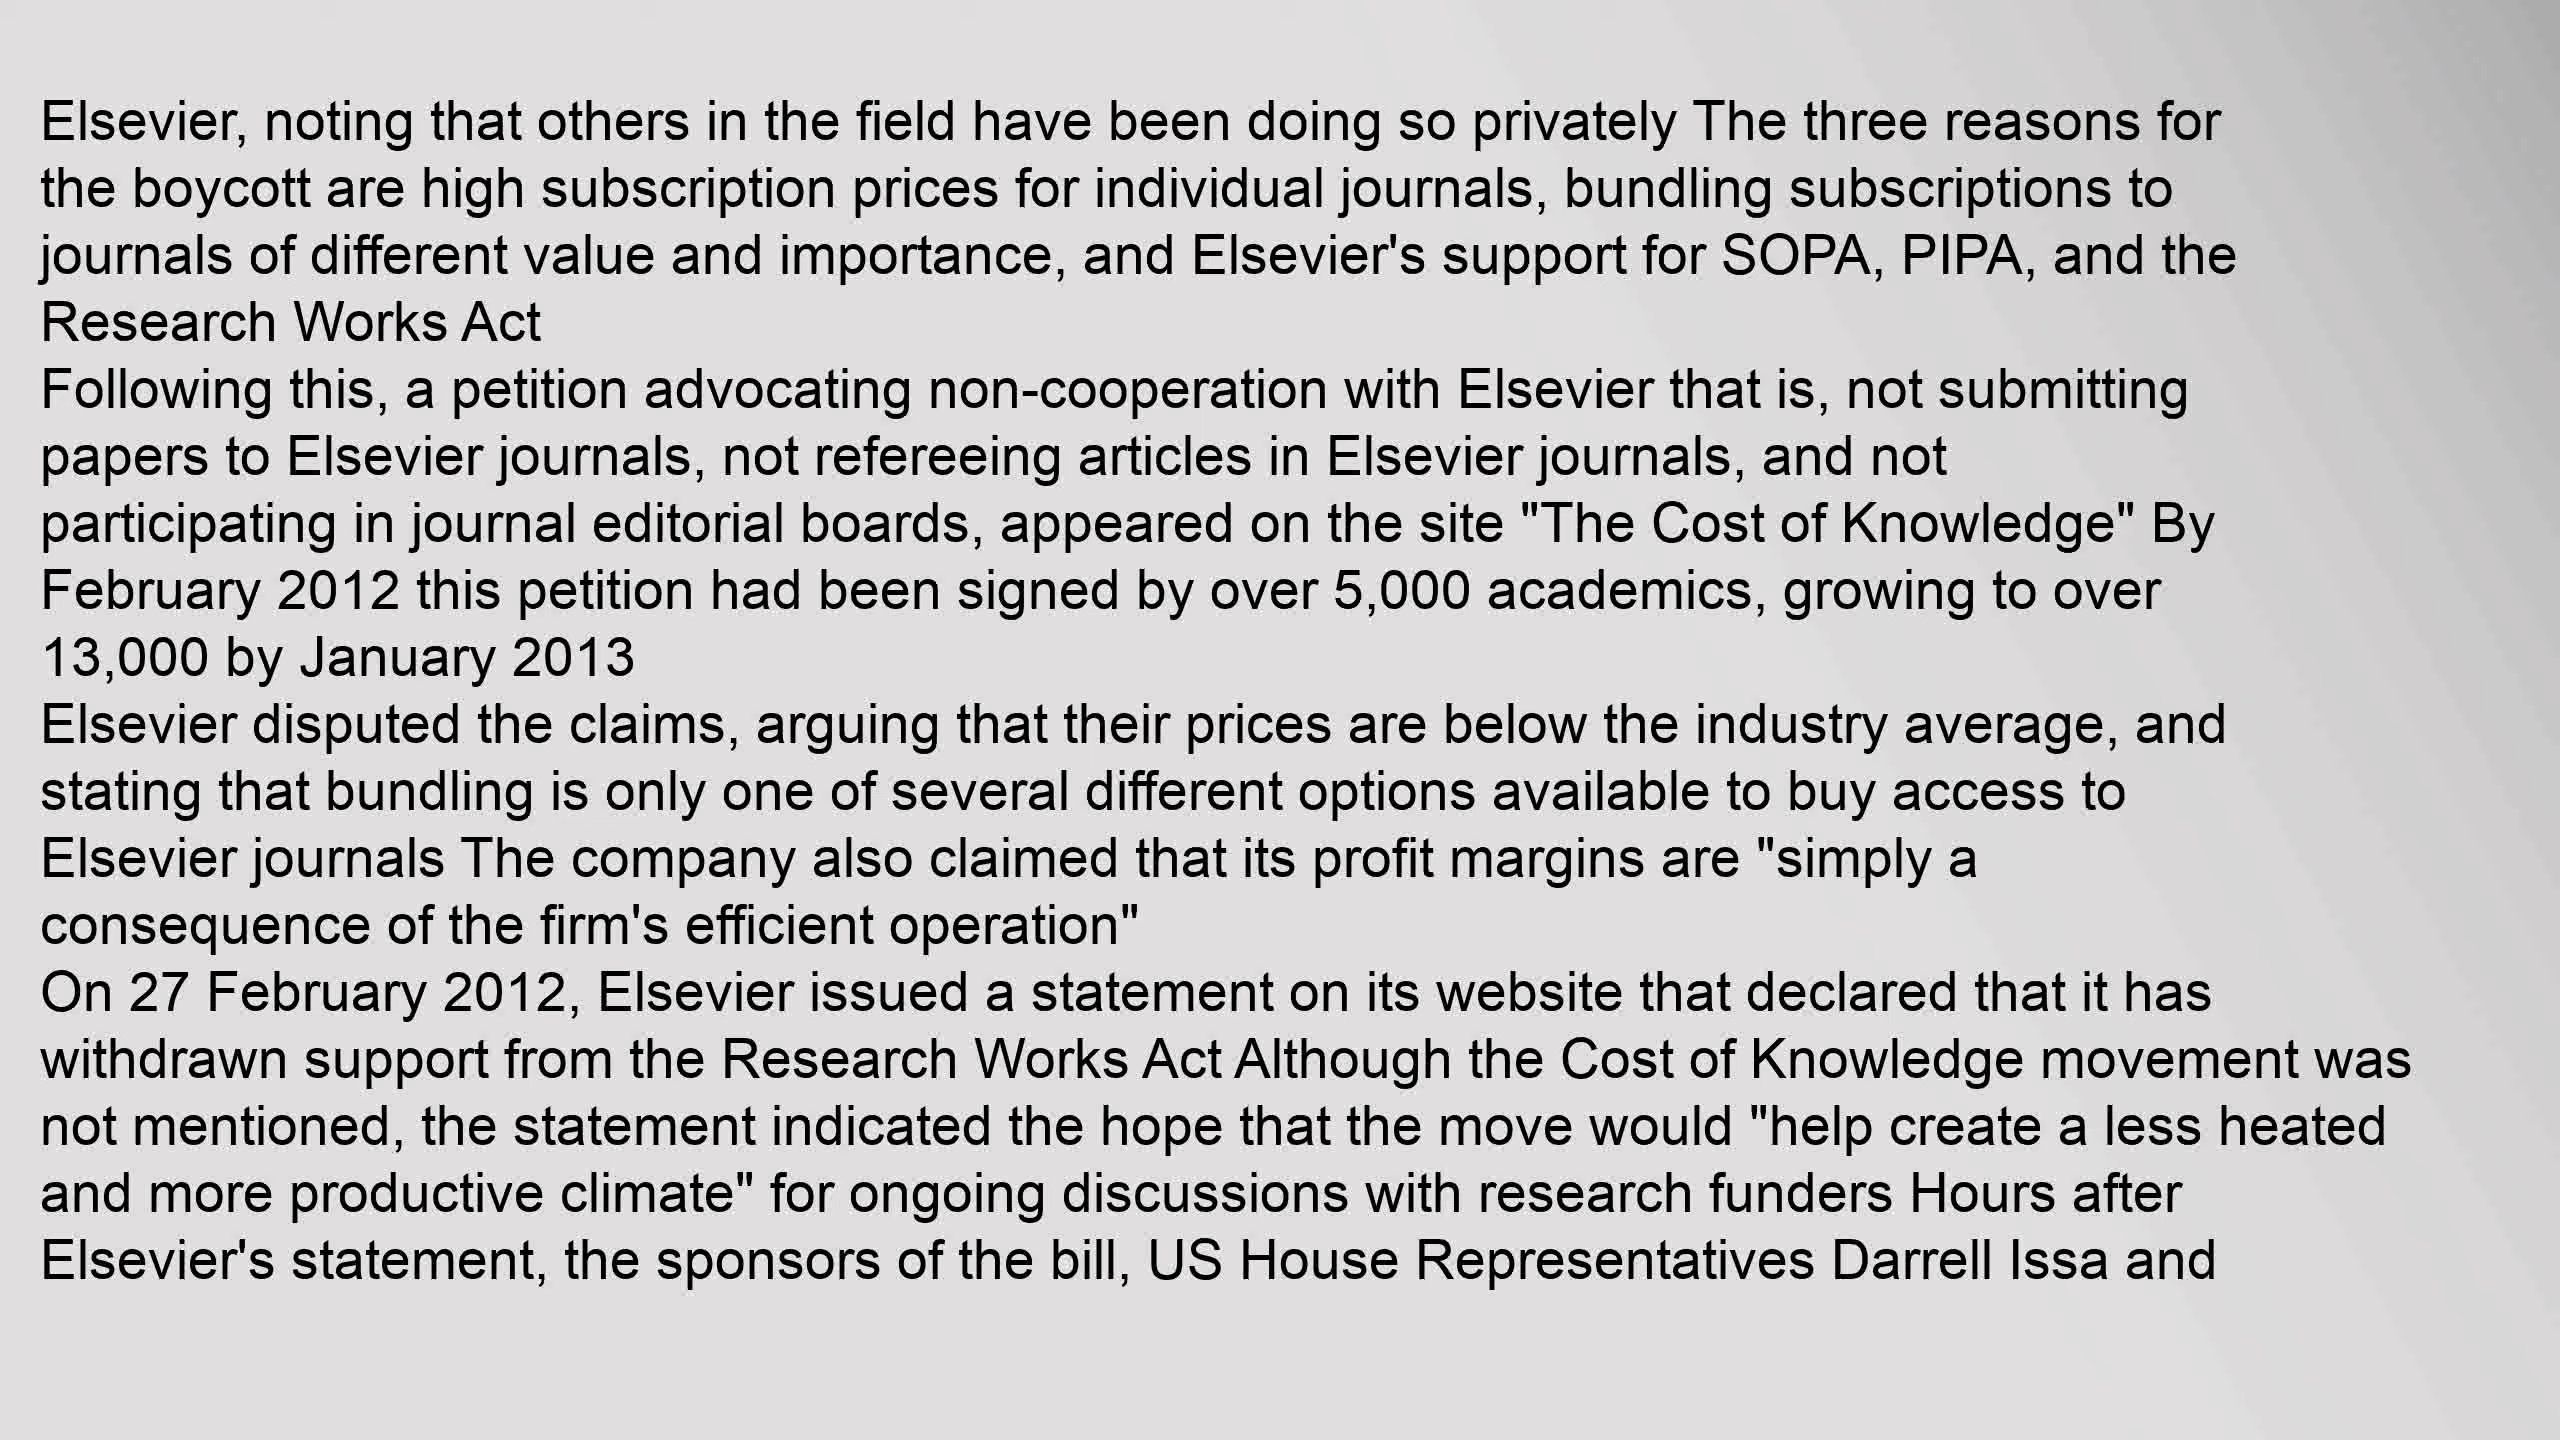 Elsevier, noting that others in the field have been doing so privately The three reasons for
the boycott are high subscription prices for individual journals, bundling subscriptions to
journals of different value and importance, and Elsevier's support for SOPA, PIPA, and the
Research Works Act
Following this, a petition advocating non-cooperation with Elsevier that is, not submitting
papers to Elsevier journals, not refereeing articles in Elsevier journals, and not
participating in journal editorial boards, appeared on the site "The Cost of Knowledge" By
February 2012 this petition had been signed by over 5,000 academics, growing to over
13,000 by January 2013
Elsevier disputed the claims, arguing that their prices are below the industry average, and
stating that bundling is only one of several different options available to buy access to
Elsevier journals The company also claimed that its profit margins are "simply a
consequence of the firm's efficient operation"
On 27 February 2012, Elsevier issued a statement on its website that declared that it has
withdrawn support from the Research Works Act Although the Cost of Knowledge movement was
not mentioned, the statement indicated the hope that the move would "help create a less heated
and more productive climate" for ongoing discussions with research funders Hours after
Elsevier's statement, the sponsors of the bill, US House Representatives Darrell Issa and